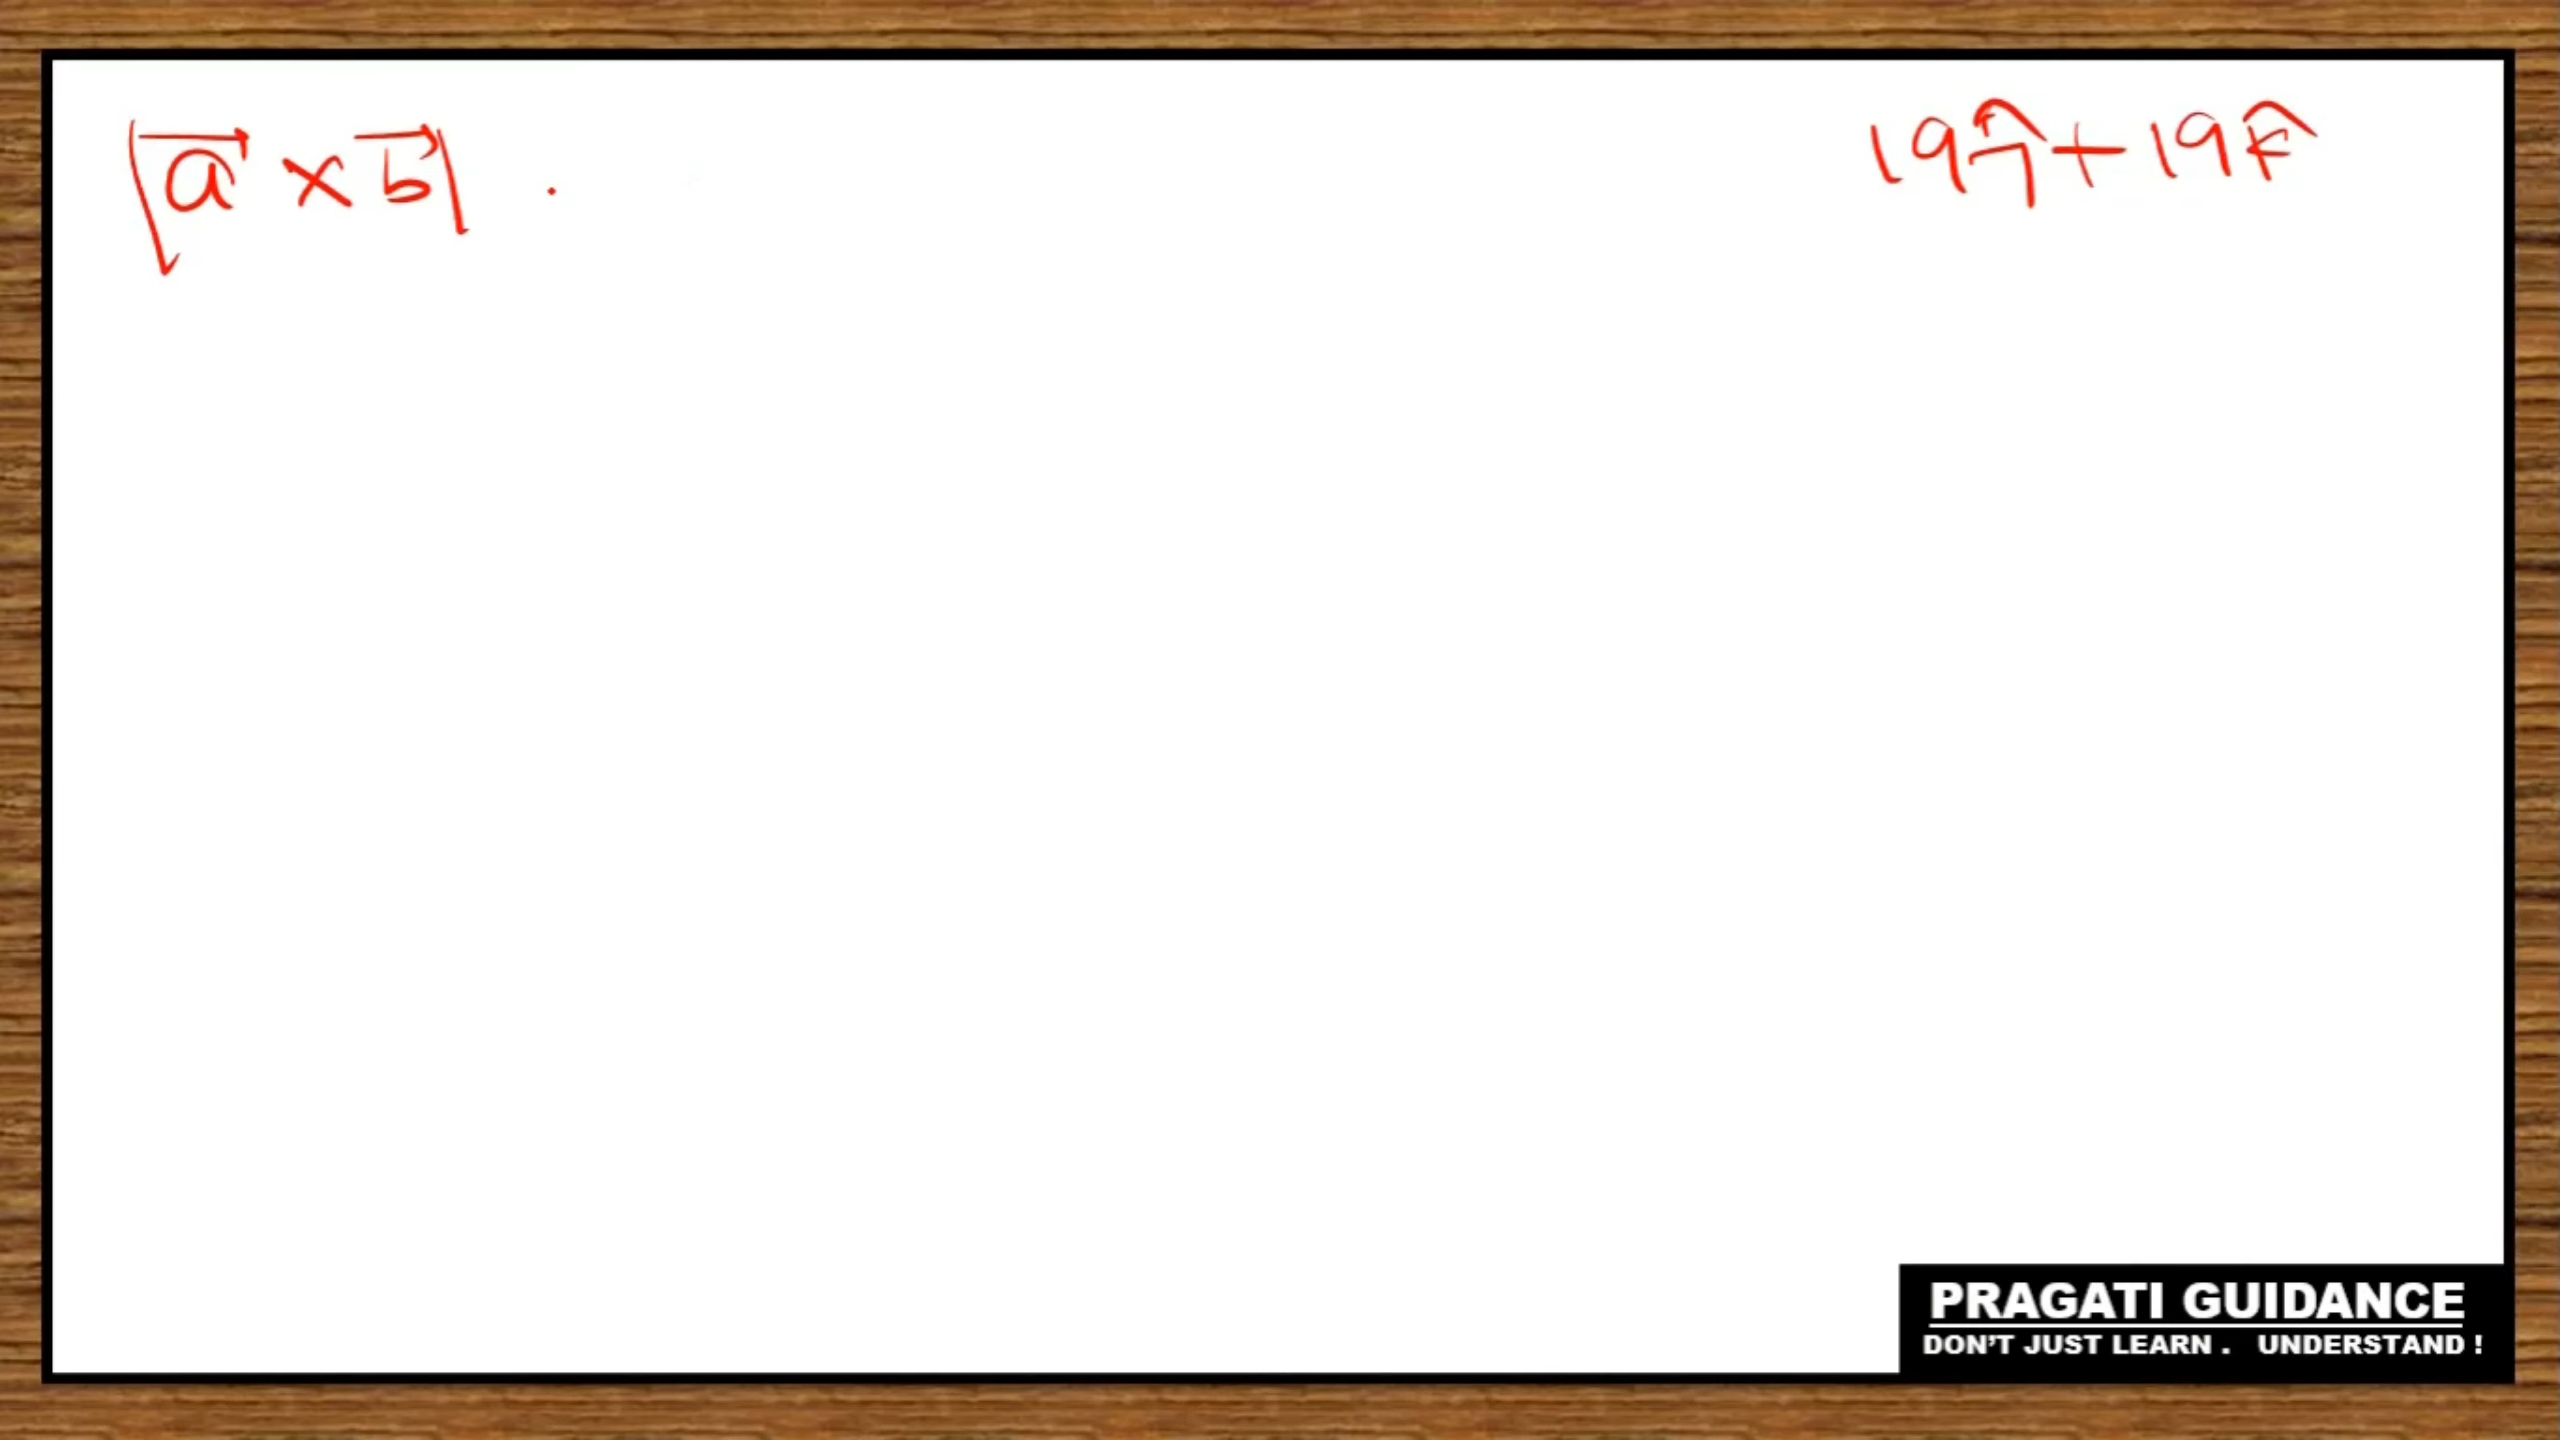 |a⃗ × b⃗| .
19ĵ + 19k̂
PRAGATI GUIDANCE
DON'T JUST LEARN . UNDERSTAND !